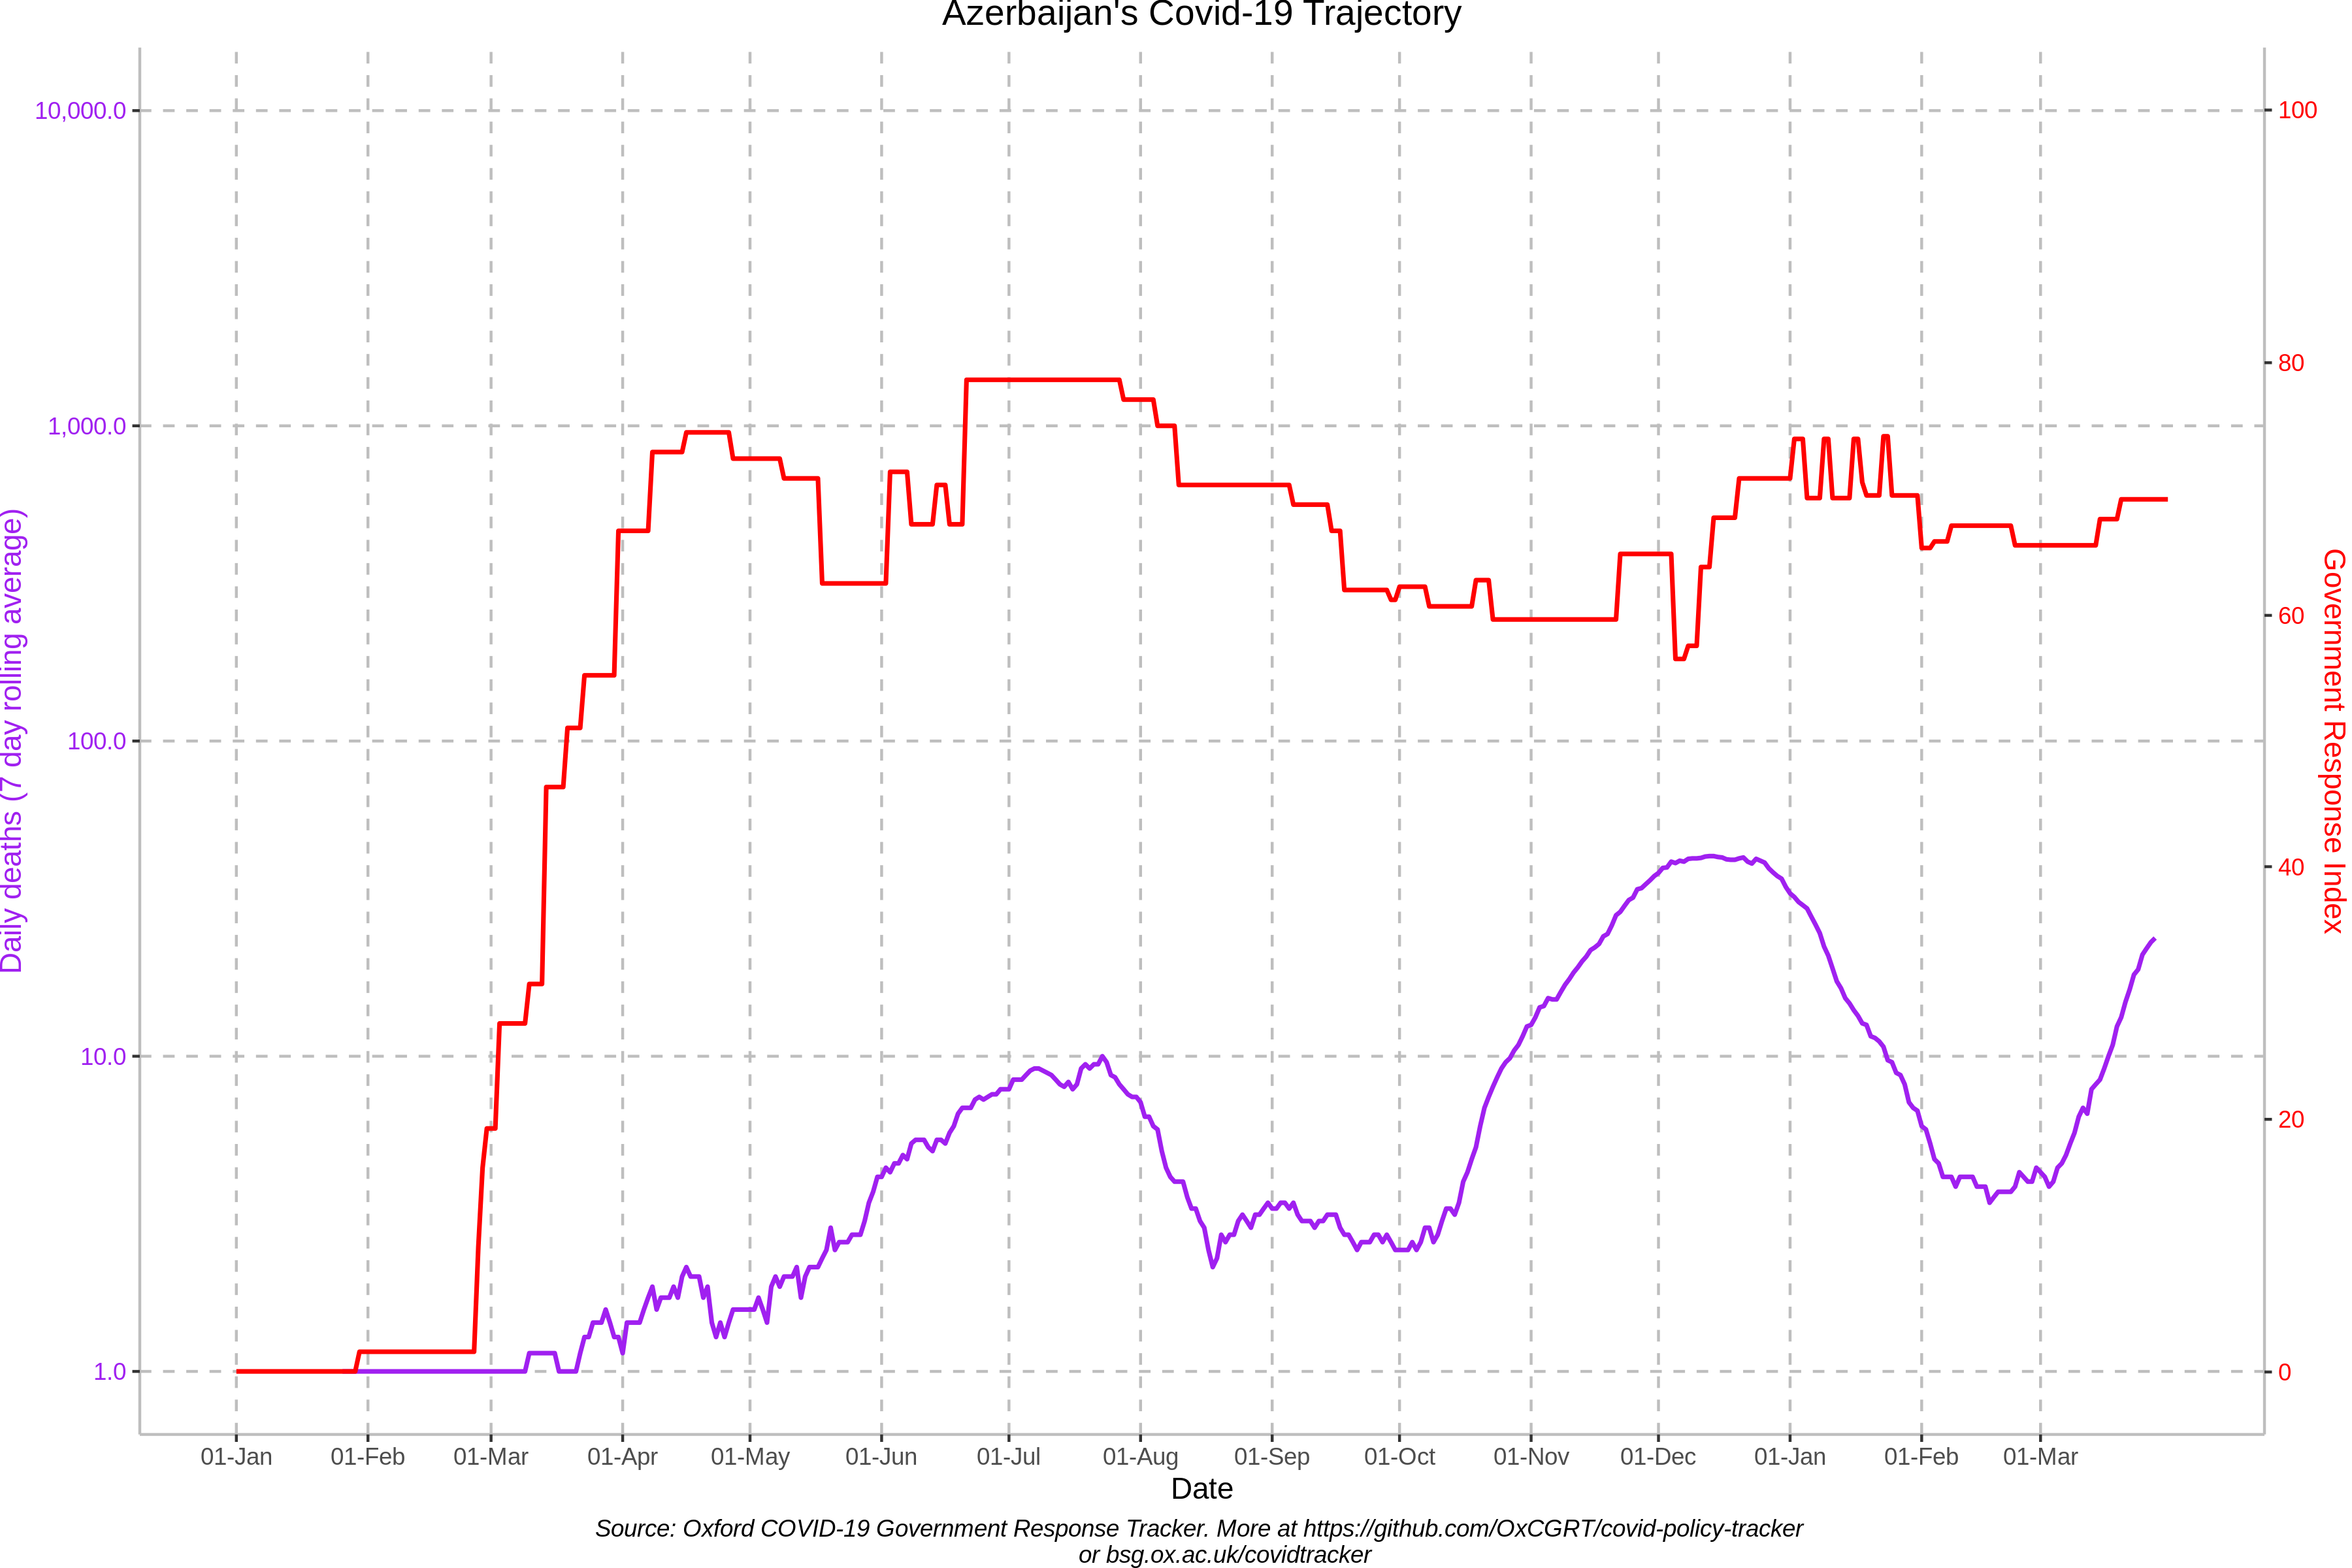 Azerbaijan's Covid-19 Trajectory
10,000.0
1,000.0
100.0
10.0
1.0
Daily deaths (7 day rolling average)
100
80
60
40
20
0
Government Response Index
01-Jan 01-Feb 01-Mar 01-Apr 01-May 01-Jun 01-Jul 01-Aug 01-Sep 01-Oct 01-Nov 01-Dec 01-Jan 01-Feb 01-Mar
Date
Source: Oxford COVID-19 Government Response Tracker. More at https://github.com/OxCGRT/covid-policy-tracker
or bsg.ox.ac.uk/covidtracker